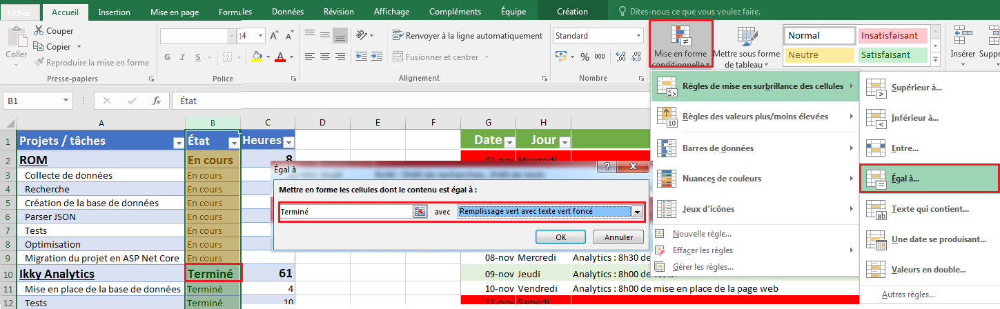 Fichier Accueil Insertion Mise en page Formules Données Révision Affichage Compléments Équipe Création Dites-nous ce que vous voulez faire.
Coller
Couper
Copier
Reproduire la mise en forme
Presse-papiers
14
G I S
Police
Renvoyer à la ligne automatiquement
Fusionner et centrer
Alignement
Standard
% 000
Nombre
Mise en forme
conditionnelle
Mettre sous forme
de tableau
Normal Insatisfaisant
Neutre Satisfaisant
Insérer
B1 fx État
A B C D E F G H
1 Projets / tâches État Heures Date Jour
2 ROM En cours 8 01-nov Mercredi
3 Collecte de données En cours
4 Recherche En cours
5 Création de la base de données En cours
6 Parser JSON En cours
7 Tests En cours
8 Optimisation En cours
9 Migration du projet en ASP Net Core En cours 08-nov Mercredi Analytics : 8h30 de
10 Ikky Analytics Terminé 61 09-nov Jeudi
11 Mise en place de la base de données Terminé 4 10-nov Vendredi Analytics : 8h00 de mise en place de la page web
12 Tests Terminé 10 11-nov Samedi
Égal à
Mettre en forme les cellules dont le contenu est égal à :
Terminé avec Remplissage vert avec texte vert foncé
OK Annuler
Règles de mise en surbrillance des cellules
Règles des valeurs plus/moins élevées
Barres de données
Nuances de couleurs
Jeux d'icônes
Nouvelle règle...
Effacer les règles
Gérer les règles...
Supérieur à...
Inférieur à...
Entre...
Égal à...
Texte qui contient...
Une date se produisant...
Valeurs en double...
Autres règles...